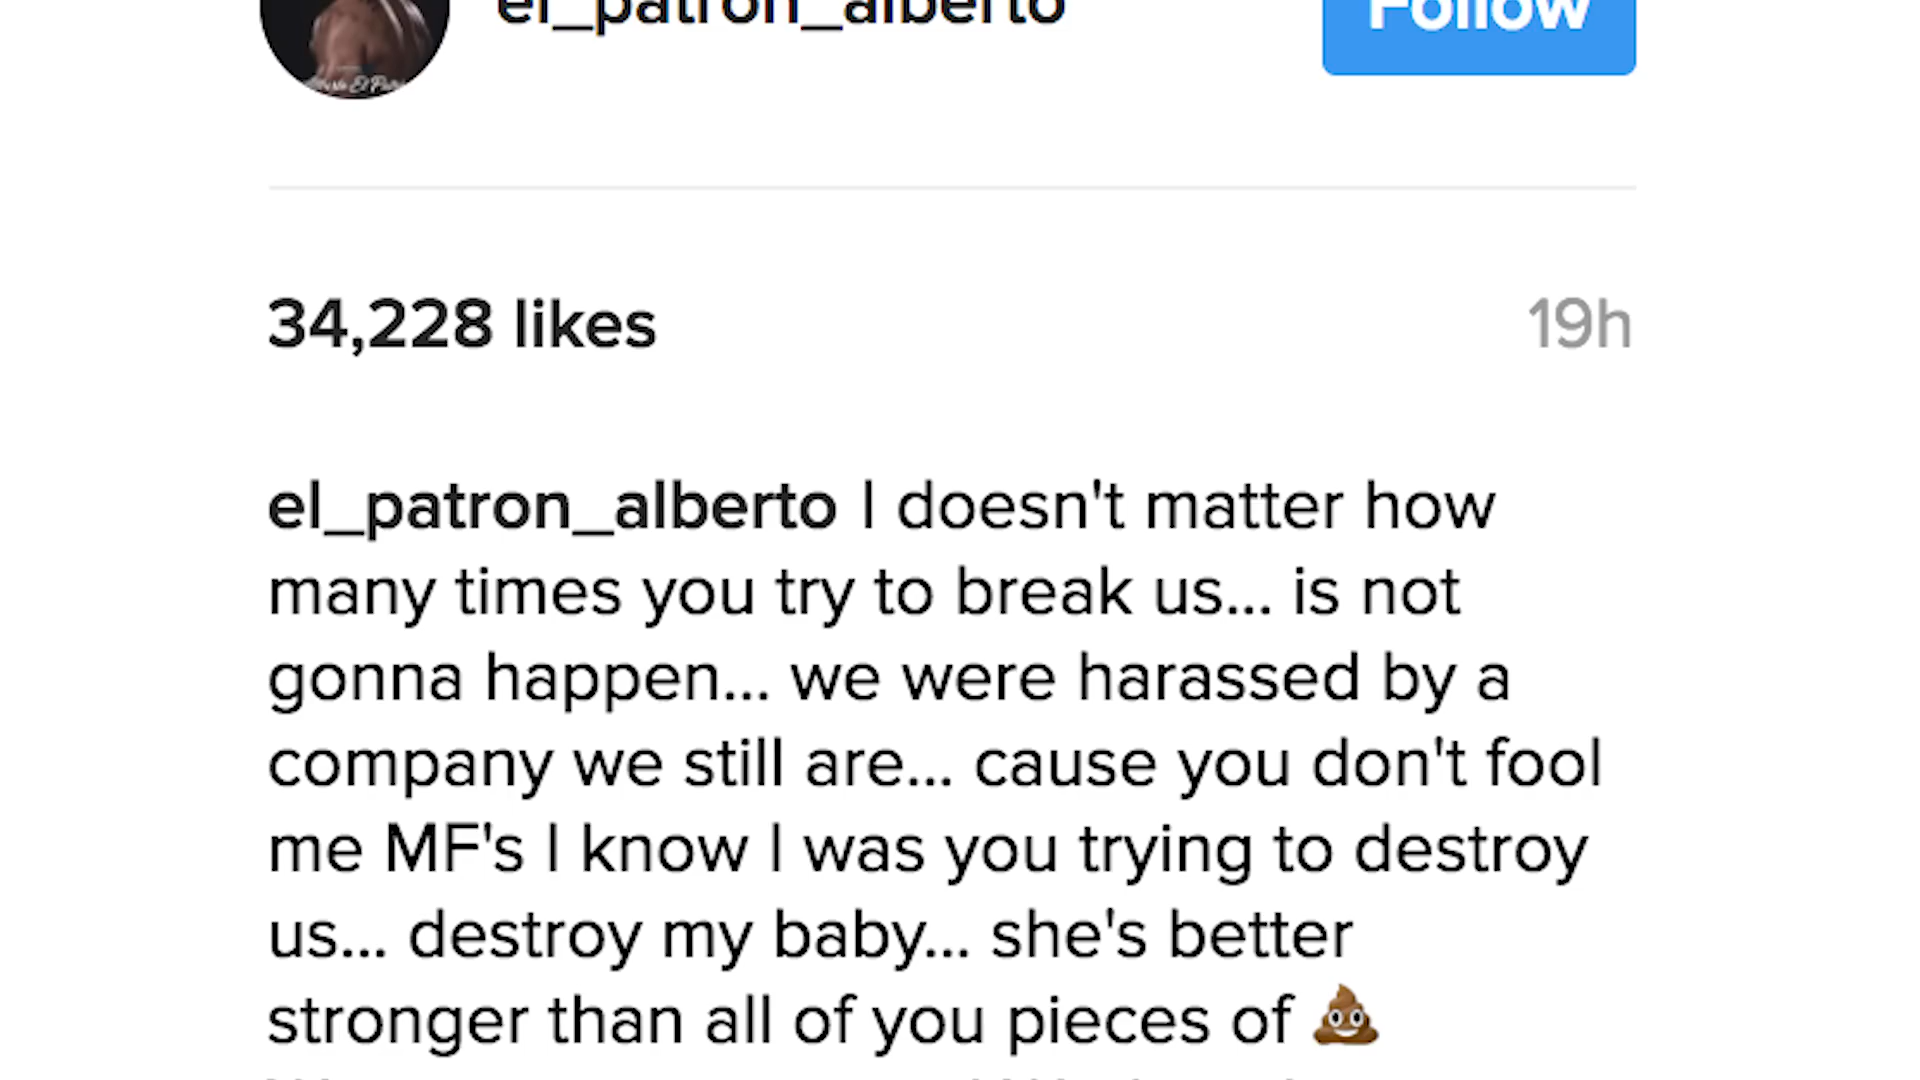 el_patron_alberto
Follow
34,228 likes
19h
el_patron_alberto I doesn't matter how
many times you try to break us... is not
gonna happen... we were harassed by a
company we still are... cause you don't fool
me MF's I know I was you trying to destroy
us... destroy my baby... she's better
stronger than all of you pieces of 💩